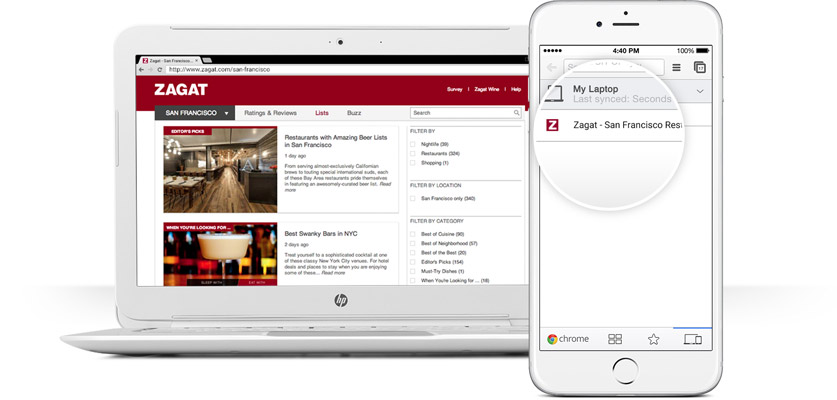 Zagat - San Francisco Rest...
http://www.zagat.com/san-francisco
ZAGAT
Survey | Zagat Wine | Help
SAN FRANCISCO
Ratings & Reviews
Lists
Buzz
Search
EDITOR'S PICKS
Restaurants with Amazing Beer Lists
in San Francisco
1 day ago
From serving almost-exclusively Californian
brews to touting special international suds, each
of these Bay Area restaurants pride themselves
in featuring an awesomely-curated beer list. Read
more
WHEN YOU'RE LOOKING FOR ...
Best Swanky Bars in NYC
2 days ago
Treat yourself to a sophisticated cocktail at one
of these classy New York City venues. For hotel
deals and places to stay when you are enjoying
some of these... Read more
SLEEP WITH
EAT WITH
FILTER BY
Nightlife (39)
Restaurants (324)
Shopping (1)
FILTER BY LOCATION
San Francisco only (340)
FILTER BY CATEGORY
Best of Cuisine (90)
Best of Neighborhood (57)
Best of the Best (20)
Editor's Picks (154)
Must-Try Dishes (1)
When You're Looking for ... (18)
hp
4:40 PM
100%
My Laptop
Last synced: Seconds
Z
Zagat - San Francisco Rest
chrome